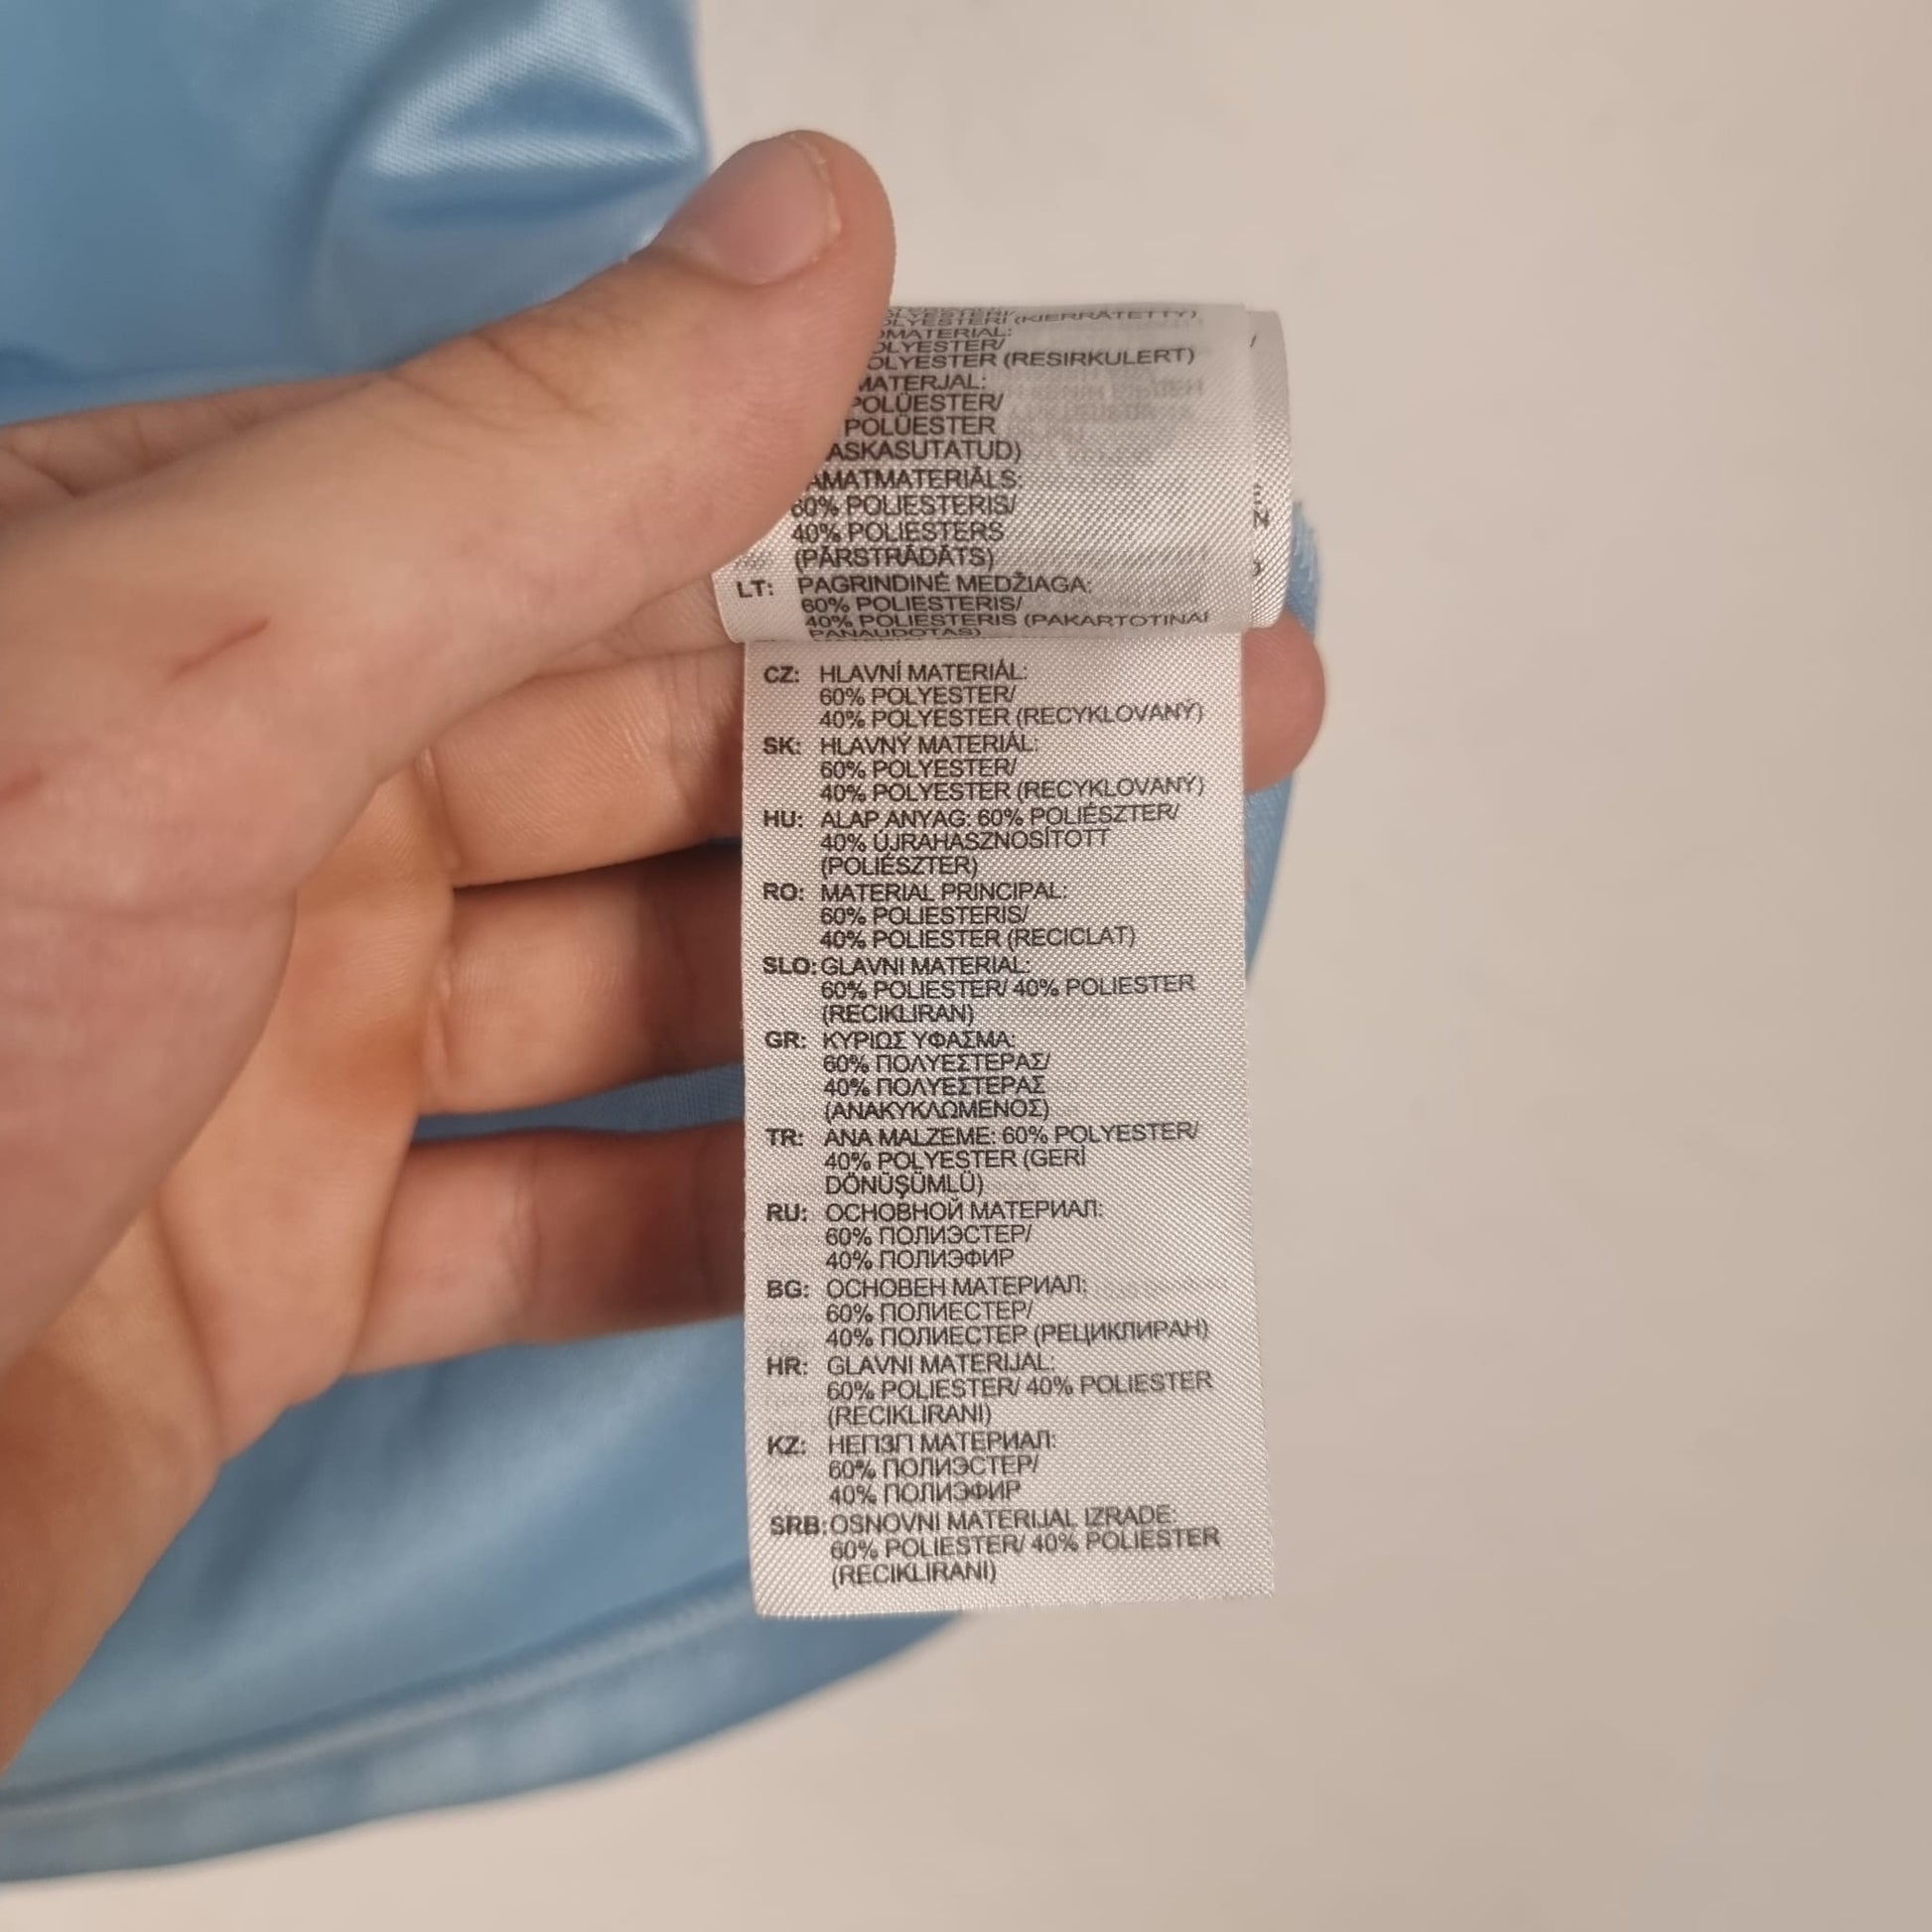 POLYESTERI (KIERRÄTETTY)
MATERIAL:
POLYESTER/
POLYESTER (RESIRKULERT)
MATERJAL:
POLÜESTER/
POLÜESTER
ASKASUTATUD)
AMATMATERIĀLS:
60% POLIESTERIS/
40% POLIESTERS
(PĀRSTRĀDĀTS)
LT: PAGRINDINĖ MEDŽIAGA:
60% POLIESTERIS/
40% POLIESTERIS (PAKARTOTINAI
PANAUDOTAS)
CZ: HLAVNÍ MATERIÁL:
60% POLYESTER/
40% POLYESTER (RECYKLOVANÝ)
SK: HLAVNÝ MATERIÁL:
60% POLYESTER/
40% POLYESTER (RECYKLOVANÝ)
HU: ALAP ANYAG: 60% POLIÉSZTER/
40% ÚJRAHASZNOSÍTOTT
(POLIÉSZTER)
RO: MATERIAL PRINCIPAL:
60% POLIESTERIS/
40% POLIESTER (RECICLAT)
SLO: GLAVNI MATERIAL:
60% POLIESTER/ 40% POLIESTER
(RECIKLIRAN)
GR: ΚΥΡΙΩΣ ΥΦΑΣΜΑ:
60% ΠΟΛΥΕΣΤΕΡΑΣ/
40% ΠΟΛΥΕΣΤΕΡΑΣ
(ΑΝΑΚΥΚΛΩΜΕΝΟΣ)
TR: ANA MALZEME: 60% POLYESTER/
40% POLYESTER (GERİ
DÖNÜŞÜMLÜ)
RU: ОСНОВНОЙ МАТЕРИАЛ:
60% ПОЛИЭСТЕР/
40% ПОЛИЭФИР
BG: ОСНОВЕН МАТЕРИАЛ:
60% ПОЛИЕСТЕР/
40% ПОЛИЕСТЕР (РЕЦИКЛИРАН)
HR: GLAVNI MATERIJAL:
60% POLIESTER/ 40% POLIESTER
(RECIKLIRANI)
KZ: НЕГІЗГІ МАТЕРИАЛ:
60% ПОЛИЭСТЕР/
40% ПОЛИЭФИР
SRB: OSNOVNI MATERIJAL IZRADE:
60% POLIESTER/ 40% POLIESTER
(RECIKLIRANI)